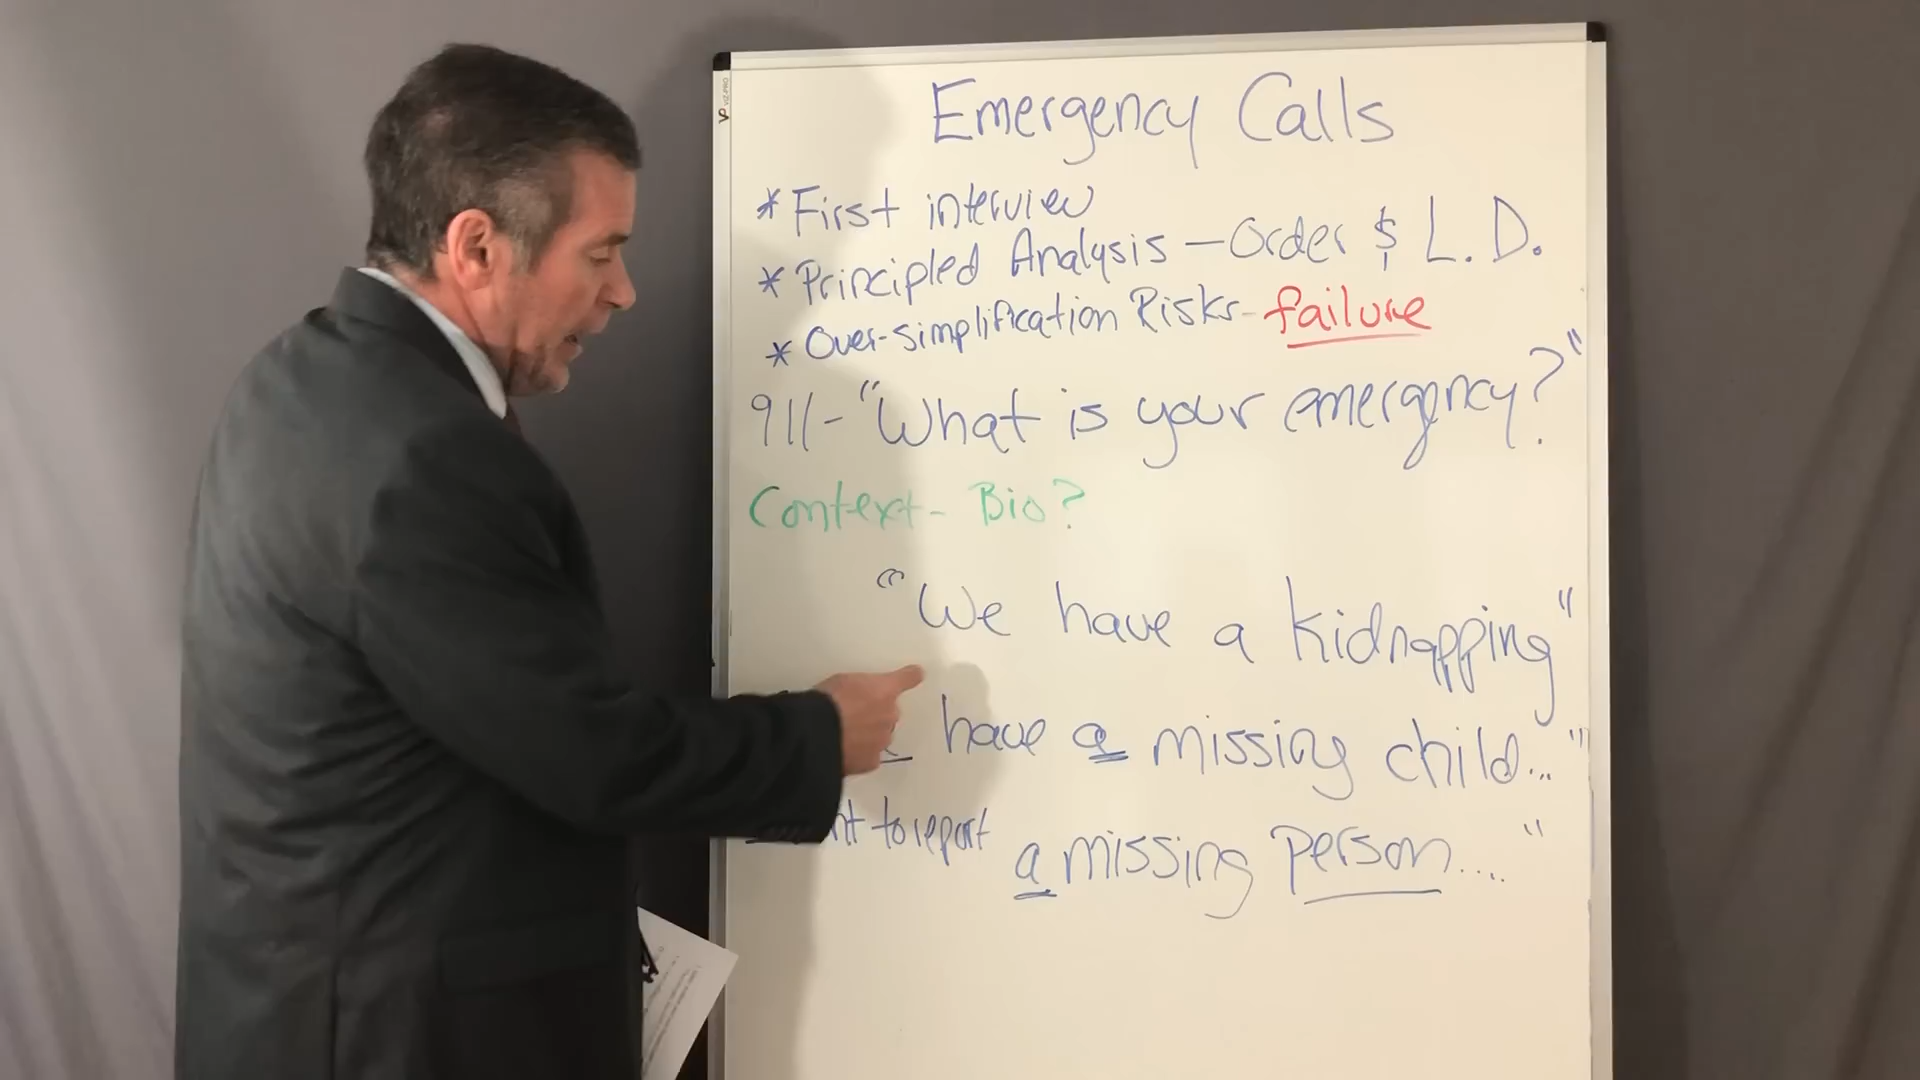 Emergency Calls
* First interview
* Principled Analysis - Order & L. D.
* Over-simplification Risks - failure
911 - "What is your emergency?"
Context - Bio?
"We have a kidnapping"
have a missing child..."
to report a missing person...."